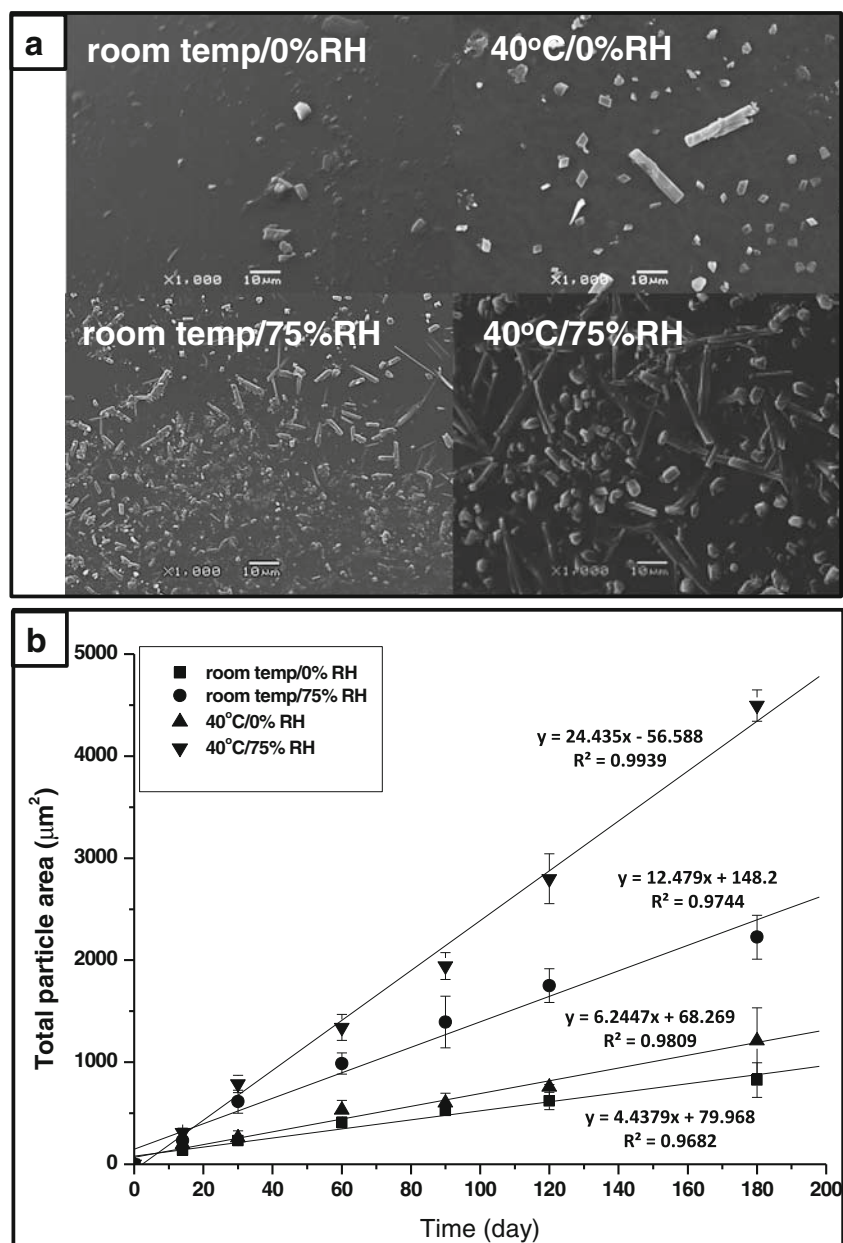 a
room temp/0%RH
40°C/0%RH
X1,000 10μm
X1,000 10μm
room temp/75%RH
40°C/75%RH
X1,000 10μm
X1,000 10μm
b
5000
4000
3000
2000
1000
0
Total particle area (μm²)
room temp/0% RH
room temp/75% RH
40°C/0% RH
40°C/75% RH
y = 24.435x - 56.588
R² = 0.9939
y = 12.479x + 148.2
R² = 0.9744
y = 6.2447x + 68.269
R² = 0.9809
y = 4.4379x + 79.968
R² = 0.9682
0 20 40 60 80 100 120 140 160 180 200
Time (day)